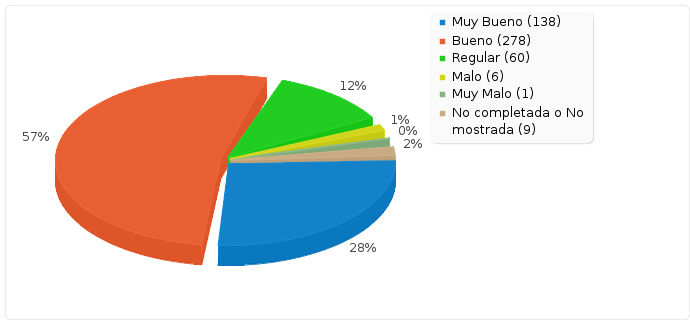 Muy Bueno (138)
Bueno (278)
Regular (60)
Malo (6)
Muy Malo (1)
No completada o No
mostrada (9)
12%
1%
0%
2%
57%
28%